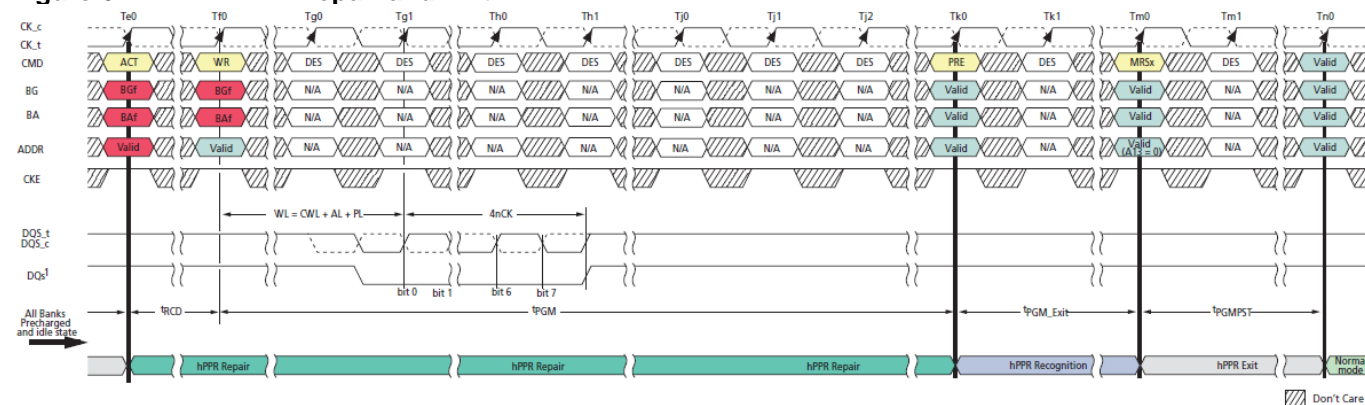 Te0 Tf0 Tg0 Tg1 Th0 Th1 Tj0 Tj1 Tj2 Tk0 Tk1 Tm0 Tm1 Tn0
CK_c
CK_t
CMD ACT WR DES DES DES DES DES DES DES PRE DES MRSx DES Valid
BG BGf BGf N/A N/A N/A N/A N/A N/A N/A Valid N/A Valid N/A Valid
BA BAf BAf N/A N/A N/A N/A N/A N/A N/A Valid N/A Valid N/A Valid
ADDR Valid Valid N/A N/A N/A N/A N/A N/A N/A Valid N/A Valid N/A Valid
(A13 = 0)
CKE
WL = CWL + AL + PL 4nCK
DQS_t
DQS_c
DQs1
bit 0 bit 1 bit 6 bit 7
All Banks
Precharged
and idle state
tRCD tPGM tPGM_Exit tPGMPST
hPPR Repair hPPR Repair hPPR Repair hPPR Recognition hPPR Exit Norma
mode
Don't Care